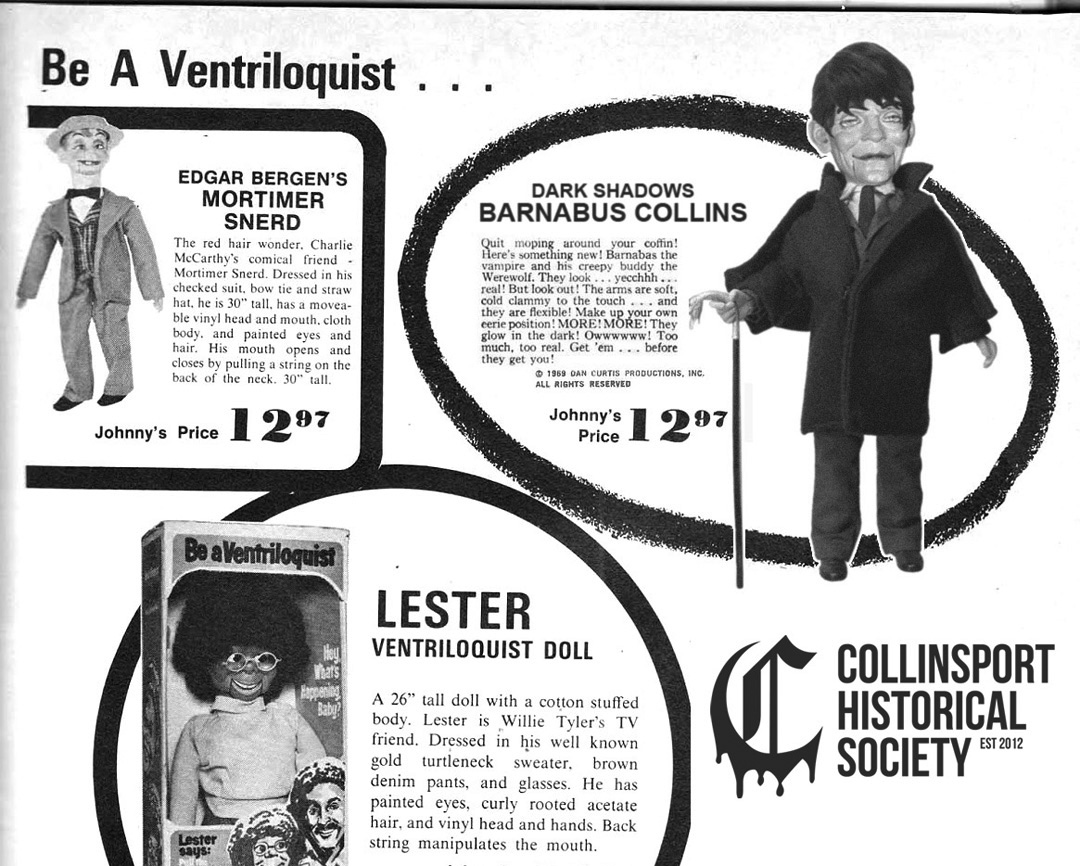 Be A Ventriloquist . . .
EDGAR BERGEN'S
MORTIMER
SNERD
The red hair wonder, Charlie
McCarthy's comical friend -
Mortimer Snerd. Dressed in his
checked suit, bow tie and straw
hat, he is 30” tall, has a movea-
ble vinyl head and mouth, cloth
body, and painted eyes and
hair. His mouth opens and
closes by pulling a string on the
back of the neck. 30” tall.
Johnny's Price 12⁹⁷
DARK SHADOWS
BARNABUS COLLINS
Quit moping around your coffin!
Here's something new! Barnabas the
vampire and his creepy buddy the
Werewolf. They look . . . yecchhh . . .
real! But look out! The arms are soft,
cold clammy to the touch . . . and
they are flexible! Make up your own
eerie position! MORE! MORE! They
glow in the dark! Owwwwww! Too
much, too real. Get 'em . . . before
they get you!
© 1969 DAN CURTIS PRODUCTIONS, INC.
ALL RIGHTS RESERVED
Johnny's
Price 12⁹⁷
Be a Ventriloquist
Hey,
What's
Happening,
Baby?
Lester
says:
LESTER
VENTRILOQUIST DOLL
A 26” tall doll with a cotton stuffed
body. Lester is Willie Tyler's TV
friend. Dressed in his well known
gold turtleneck sweater, brown
denim pants, and glasses. He has
painted eyes, curly rooted acetate
hair, and vinyl head and hands. Back
string manipulates the mouth.
C
COLLINSPORT
HISTORICAL
SOCIETY EST 2012